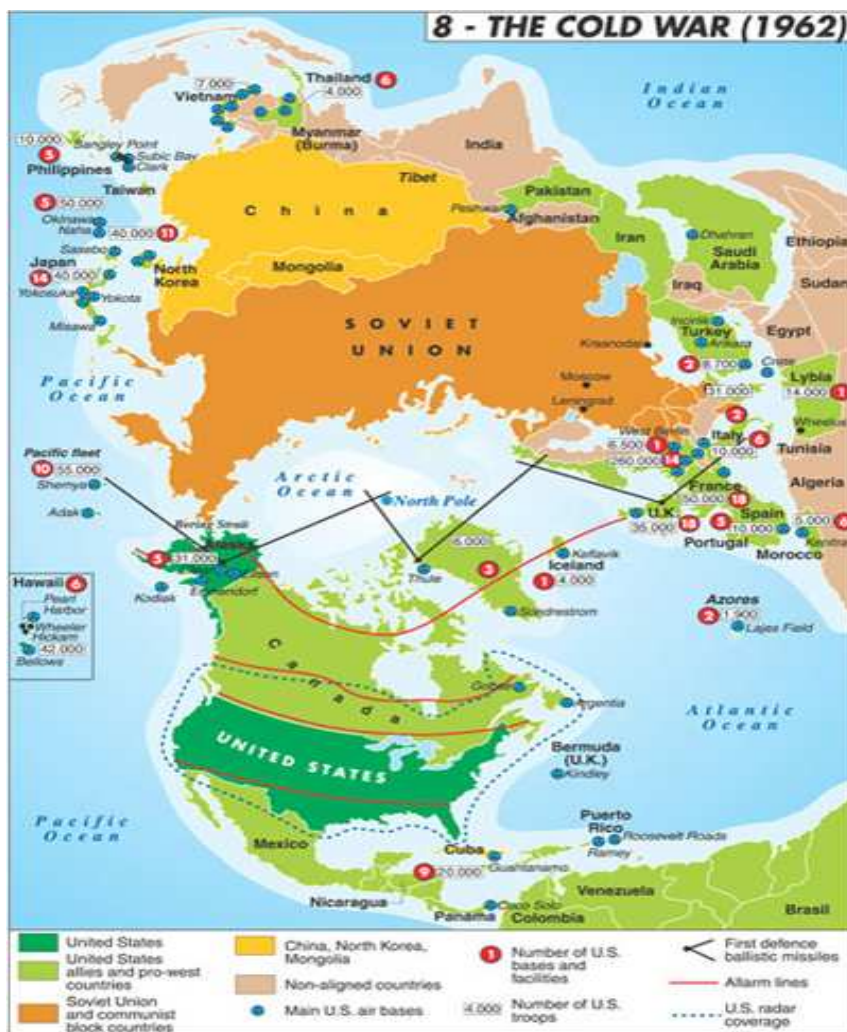 8 - THE COLD WAR (1962)
Indian
Ocean
7.000
Vietnam
Thailand 6
4.000
Myanmar
(Burma)
India
10.000
5
Sangley Point
Subic Bay
Clark
Philippines
Taiwan
Tibet
Pakistan
Peshwar
Afghanistan
Iran
Dhahran
Saudi
Arabia
Ethiopia
Sudan
5 50.000
Okinawa
Naha
40.000 11
China
Sasebo
Japan
14 40.000
North
Korea
Mongolia
Yokosuka
Yokota
Misawa
SOVIET
UNION
Iraq
Incirlik
Turkey
Ankara
Egypt
Krasnodar
2 8.700
Crete
Moscow
31.000
Lybia
14.000
Leningrad
Wheelus
Pacific
Ocean
2
West Berlin
6.500 1
Italy
6
10.000
Tunisia
260.000 14
Pacific fleet
10 55.000
Shemya
Arctic
Ocean
North Pole
France
50.000 18
Algeria
Adak
U.K.
Spain
35.000 18
5 10.000
5.000 6
Portugal
Morocco
Kenitra
Bering Strait
Alaska
5 31.000
6.000
Keflavik
Iceland
1 4.000
Thule
3
Kodiak
Elmendorf
Hawaii 6
Pearl
Harbor
Wheeler
Hickam
42.000
Bellows
Sondrestrom
Azores
2 1.900
Lajes Field
Canada
Goose
Argentia
Atlantic
Ocean
UNITED STATES
Bermuda
(U.K.)
Kindley
Pacific
Ocean
Mexico
Puerto
Rico
Roosevelt Roads
Ramey
Cuba
Guantanamo
9 20.000
Nicaragua
Panama
Coco Solo
Colombia
Venezuela
Brasil
United States
United States
allies and pro-west
countries
Soviet Union
and communist
block countries
China, North Korea,
Mongolia
Non-aligned countries
Main U.S. air bases
1 Number of U.S.
bases and
facilities
4.000 Number of U.S.
troops
First defence
ballistic missiles
Allarm lines
U.S. radar
coverage